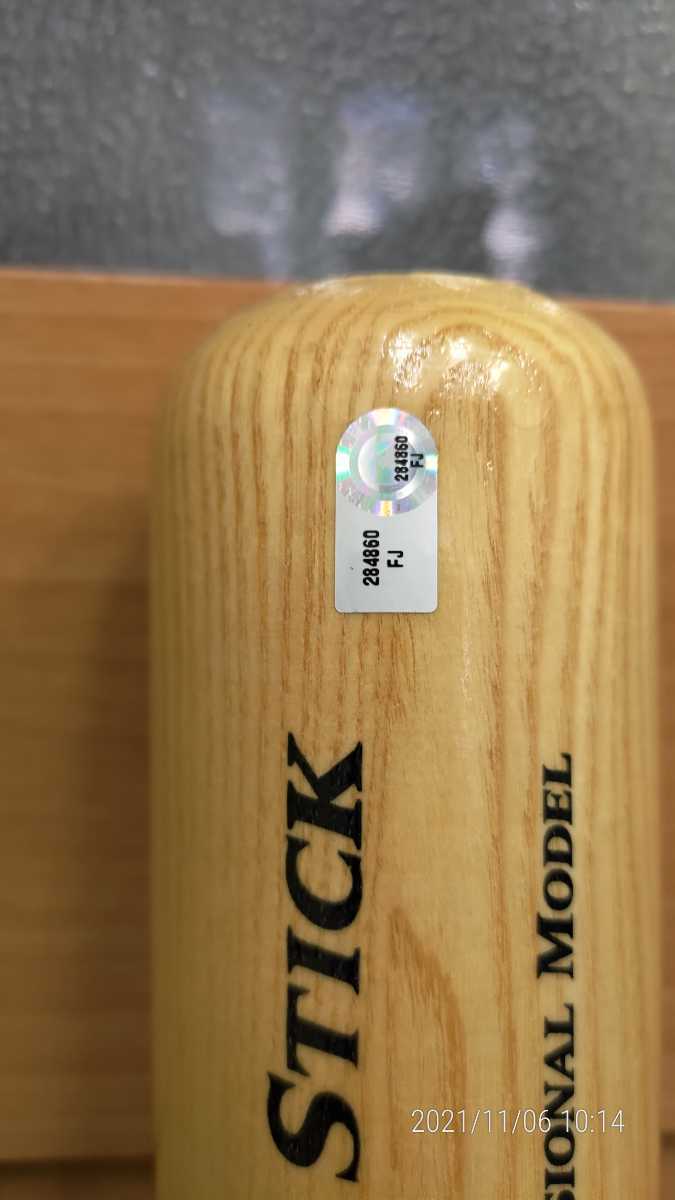 284860
FJ
284860
FJ
STICK
SIONAL MODEL
2021/11/06 10:14